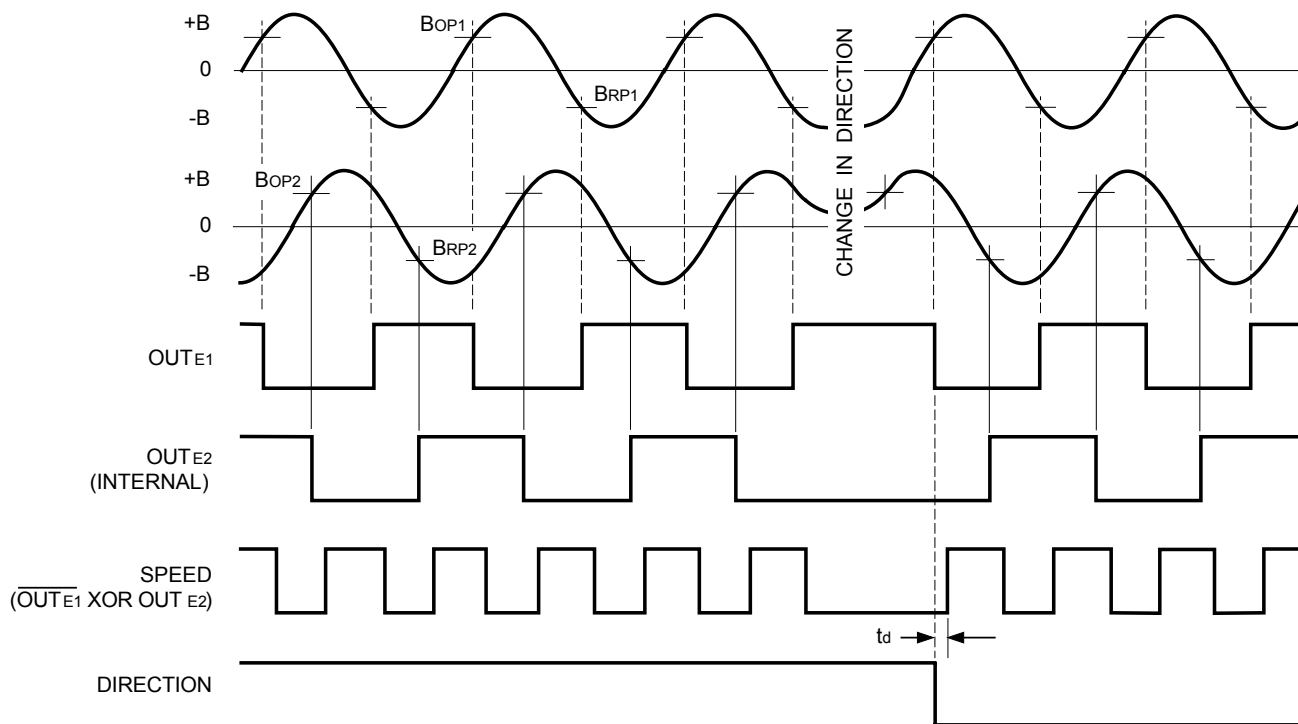 +B
BOP1
0
BRP1
-B
CHANGE IN DIRECTION
+B
BOP2
0
BRP2
-B
OUTE1
OUTE2
(INTERNAL)
SPEED
(OUTE1 XOR OUT E2)
td
DIRECTION